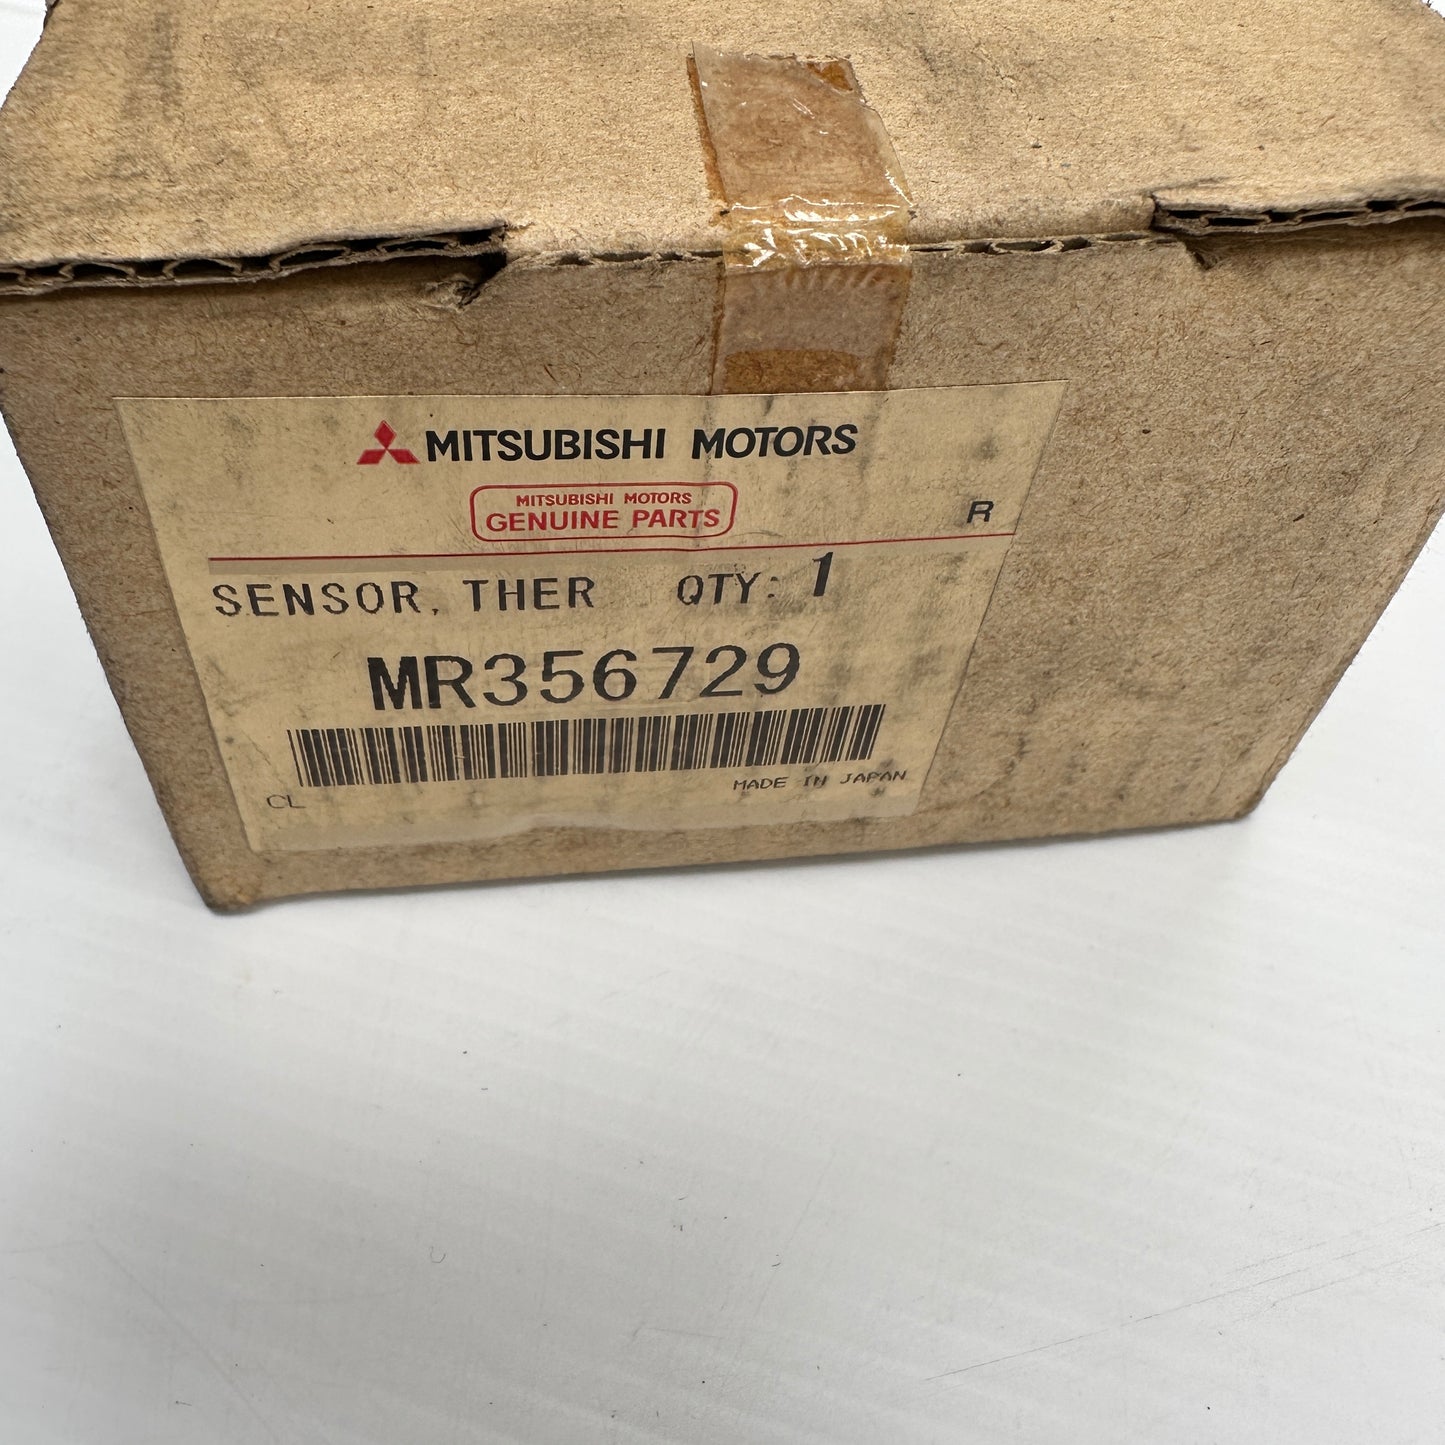 MITSUBISHI MOTORS
MITSUBISHI MOTORS
GENUINE PARTS
R
SENSOR, THER QTY: 1
MR356729
MADE IN JAPAN
CL